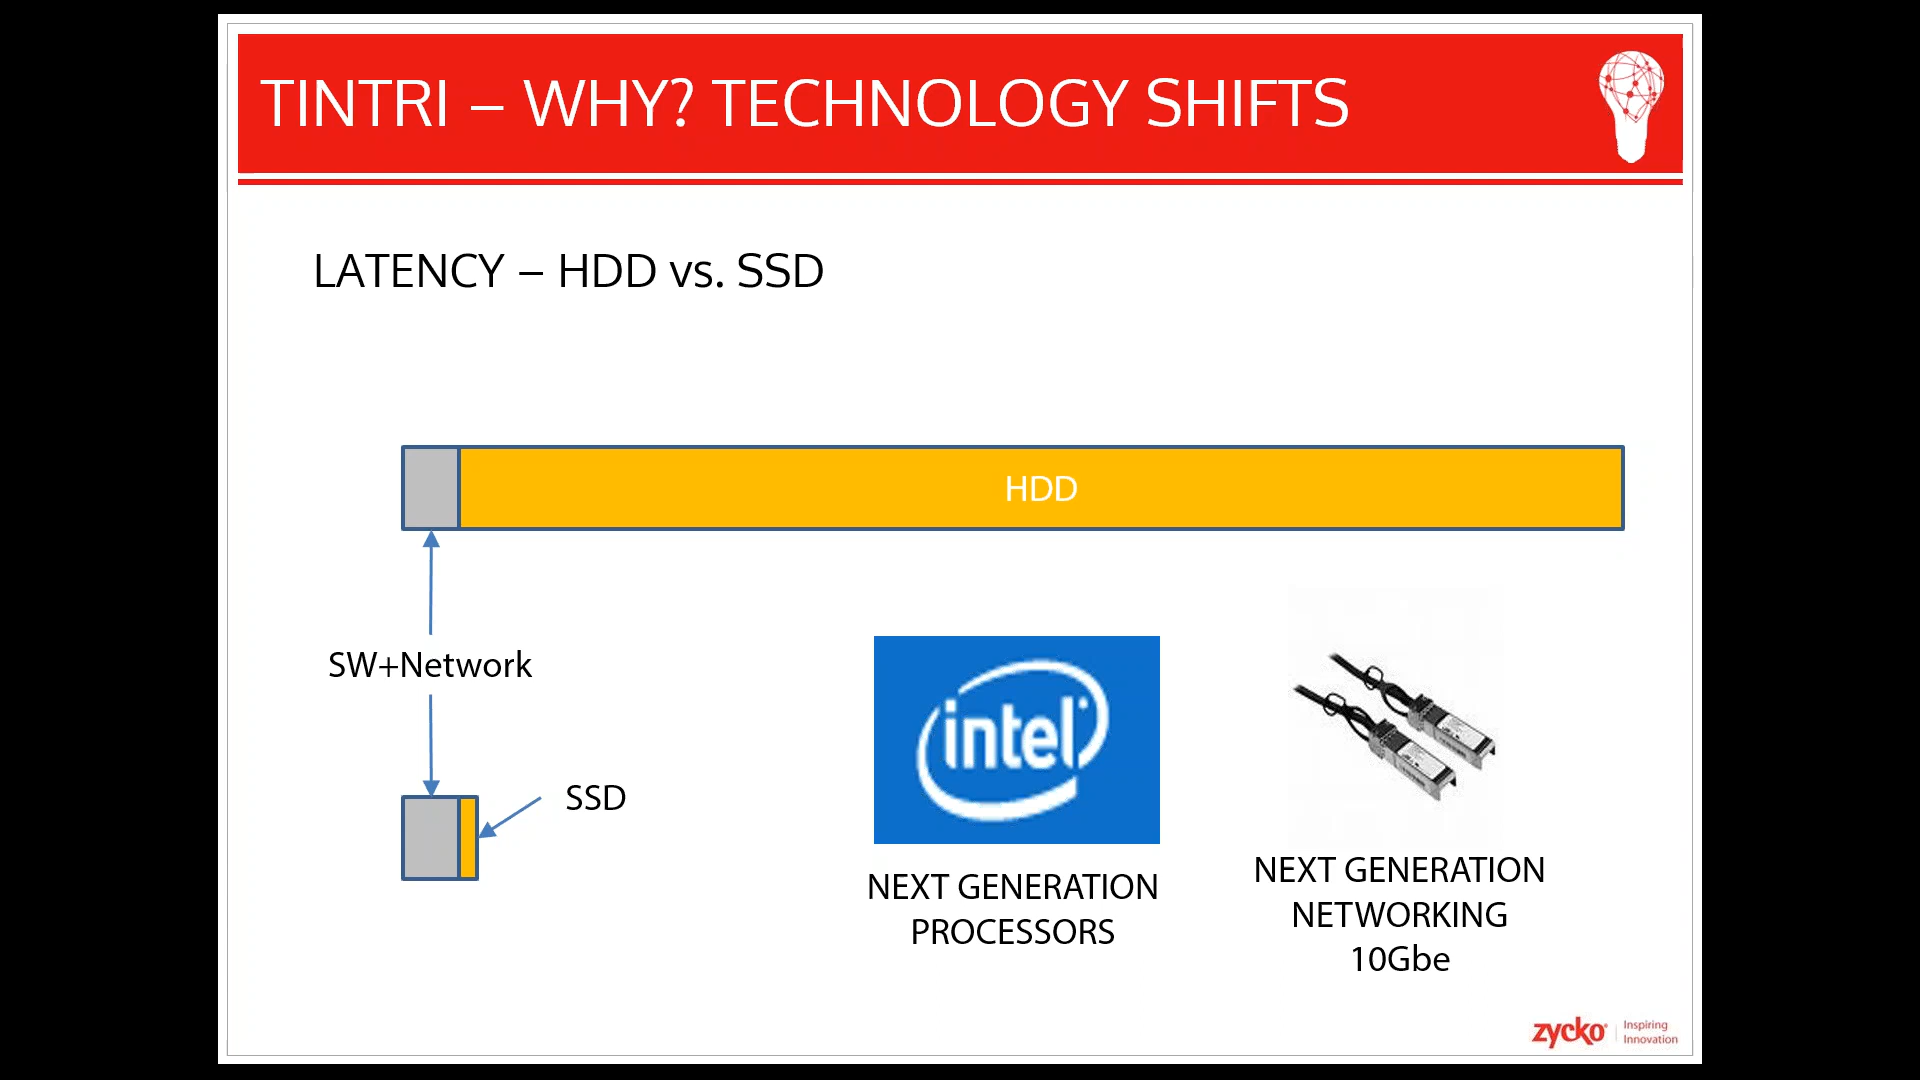 TINTRI – WHY? TECHNOLOGY SHIFTS
LATENCY – HDD vs. SSD
HDD
SW+Network
SSD
intel
NEXT GENERATION
PROCESSORS
NEXT GENERATION
NETWORKING
10Gbe
zycko
Inspiring
Innovation